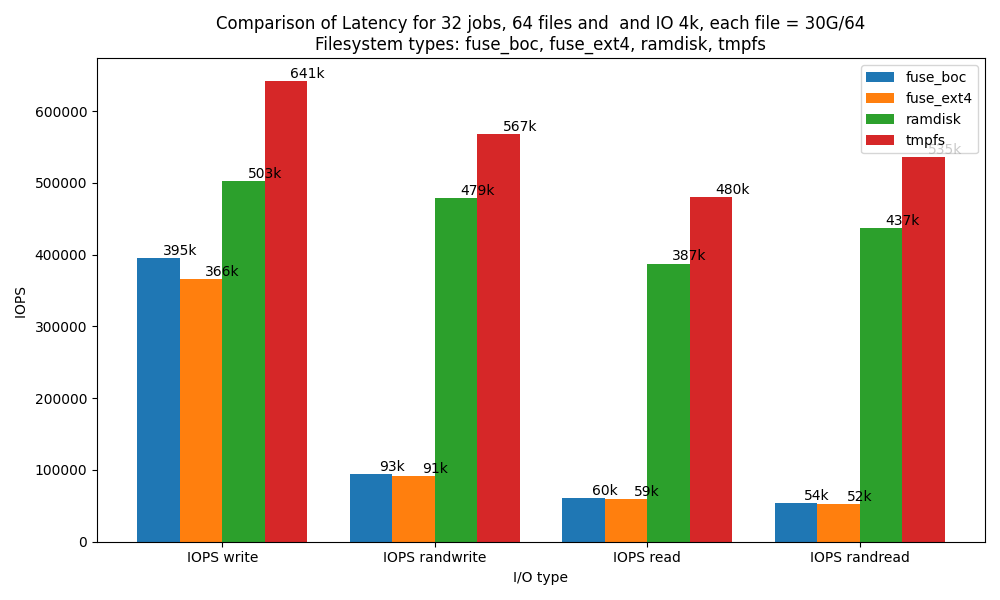 Comparison of Latency for 32 jobs, 64 files and  and IO 4k, each file = 30G/64
Filesystem types: fuse_boc, fuse_ext4, ramdisk, tmpfs
fuse_boc
fuse_ext4
ramdisk
tmpfs
641k
567k
535k
503k
479k
480k
437k
395k
366k
387k
93k
91k
60k
59k
54k
52k
IOPS
600000
500000
400000
300000
200000
100000
0
IOPS write
IOPS randwrite
IOPS read
IOPS randread
I/O type